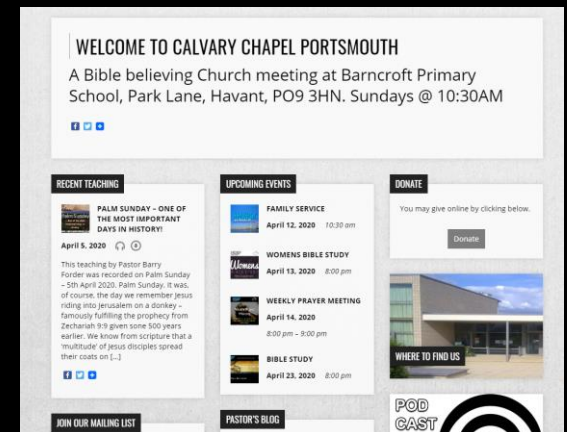 WELCOME TO CALVARY CHAPEL PORTSMOUTH
A Bible believing Church meeting at Barncroft Primary
School, Park Lane, Havant, PO9 3HN. Sundays @ 10:30AM
RECENT TEACHING
PALM SUNDAY – ONE OF
THE MOST IMPORTANT
DAYS IN HISTORY!
April 5, 2020
This teaching by Pastor Barry
Forder was recorded on Palm Sunday
– 5th April 2020. Palm Sunday, it was,
of course, the day we remember Jesus
riding into Jerusalem on a donkey –
famously fulfilling the prophecy from
Zechariah 9:9 given some 500 years
earlier. We know from scripture that a
'multitude' of Jesus disciples spread
their coats on [...]
JOIN OUR MAILING LIST
UPCOMING EVENTS
FAMILY SERVICE
April 12, 2020 10:30 am
Womens
WOMENS BIBLE STUDY
April 13, 2020 8:00 pm
WEEKLY PRAYER MEETING
April 14, 2020
8:00 pm – 9:00 pm
BIBLE STUDY
April 23, 2020 8:00 pm
PASTOR'S BLOG
DONATE
You may give online by clicking below.
Donate
WHERE TO FIND US
POD
CAST